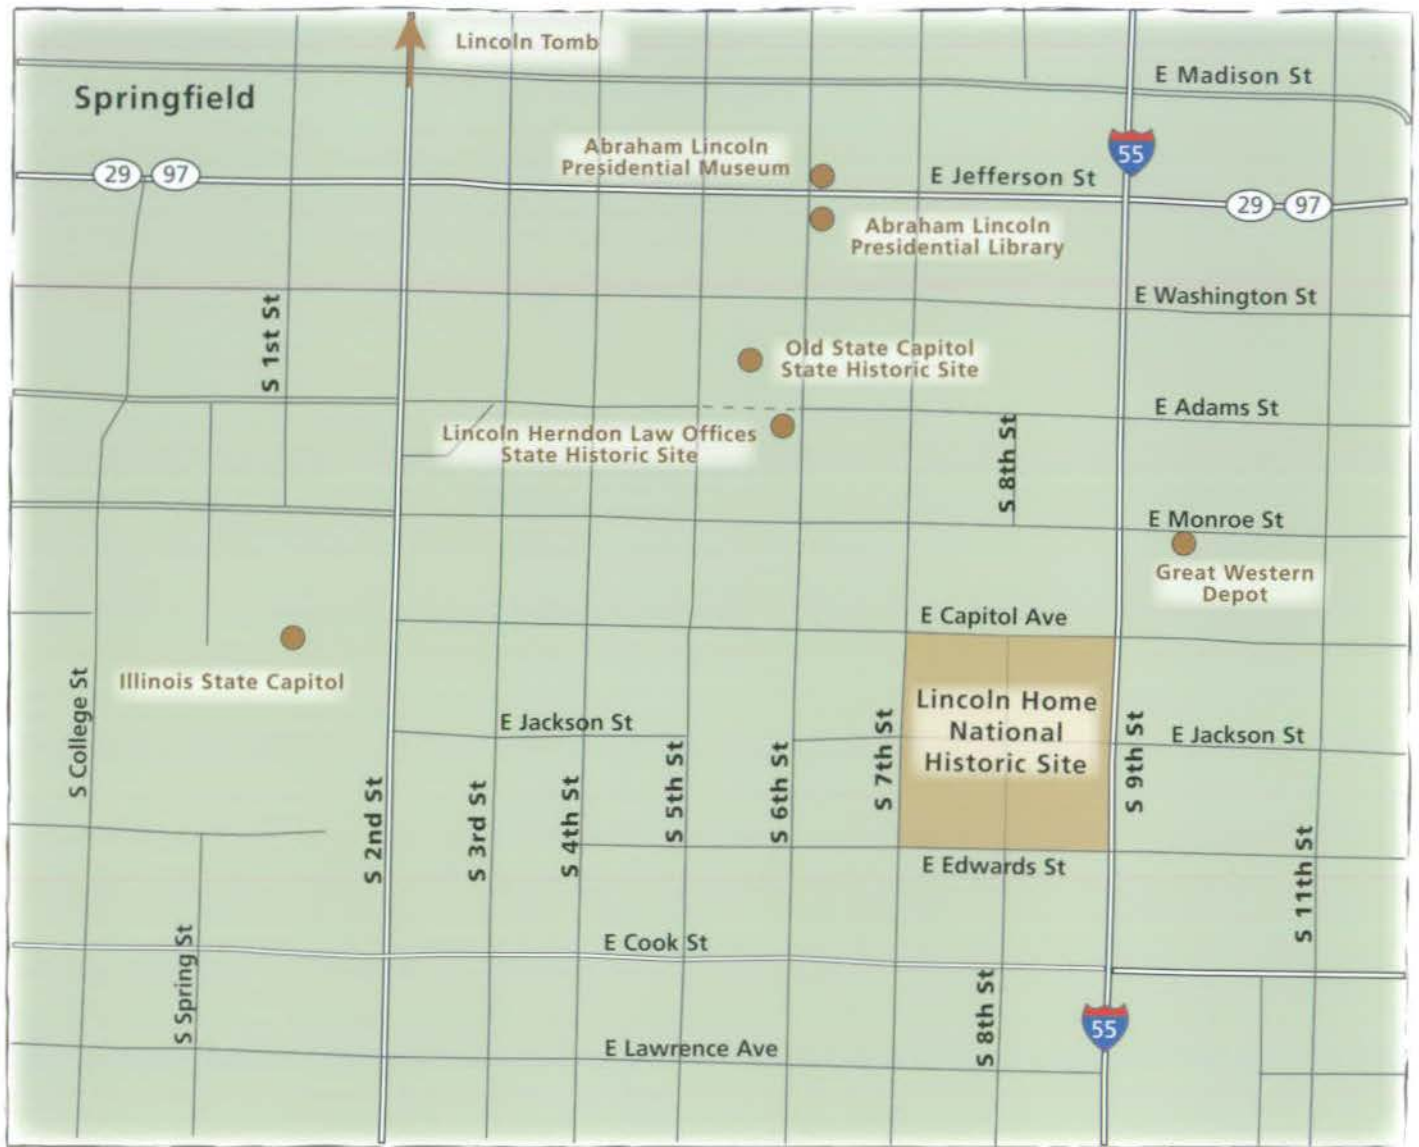 Lincoln Tomb
E Madison St
Springfield
Abraham Lincoln
Presidential Museum
55
29
97
E Jefferson St
29
97
Abraham Lincoln
Presidential Library
E Washington St
S 1st St
Old State Capitol
State Historic Site
E Adams St
Lincoln Herndon Law Offices
State Historic Site
S 8th St
E Monroe St
Great Western
Depot
E Capitol Ave
Illinois State Capitol
S College St
E Jackson St
Lincoln Home
National
Historic Site
E Jackson St
S 2nd St
S 3rd St
S 4th St
S 5th St
S 6th St
S 7th St
S 9th St
S 11th St
E Edwards St
E Cook St
S Spring St
S 8th St
55
E Lawrence Ave